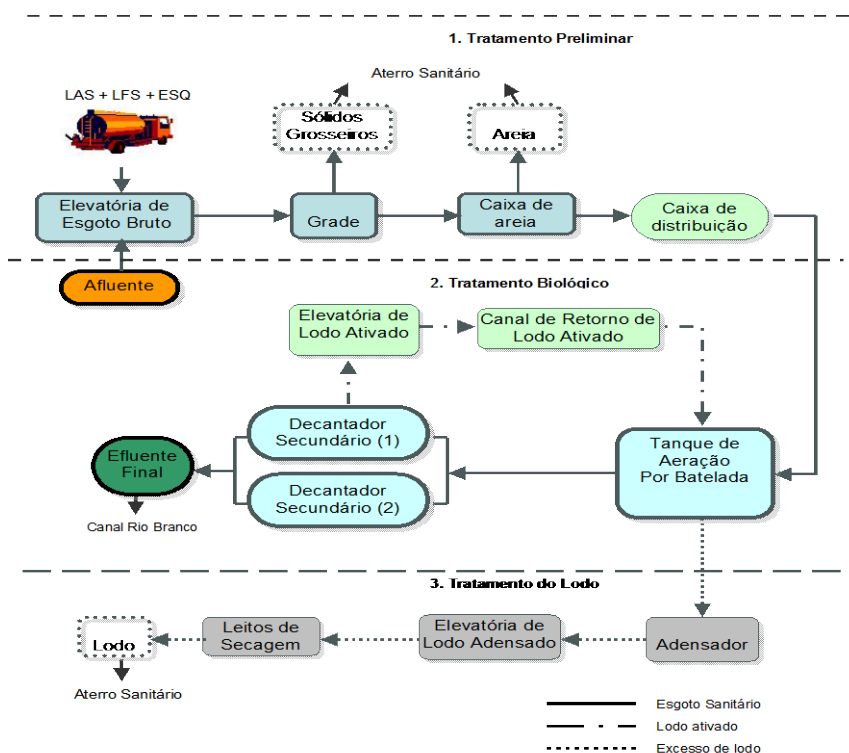 1. Tratamento Preliminar
Aterro Sanitário
LAS + LFS + ESQ
Sólidos
Grosseiros
Areia
Elevatória de
Esgoto Bruto
Grade
Caixa de
areia
Caixa de
distribuição
Afluente
2. Tratamento Biológico
Elevatória de
Lodo Ativado
Canal de Retorno de
Lodo Ativado
Decantador
Secundário (1)
Tanque de
Aeração
Por Batelada
Efluente
Final
Decantador
Secundário (2)
Canal Rio Branco
3. Tratamento do Lodo
Lodo
Leitos de
Secagem
Elevatória de
Lodo Adensado
Adensador
Aterro Sanitário
Esgoto Sanitário
Lodo ativado
Excesso de lodo